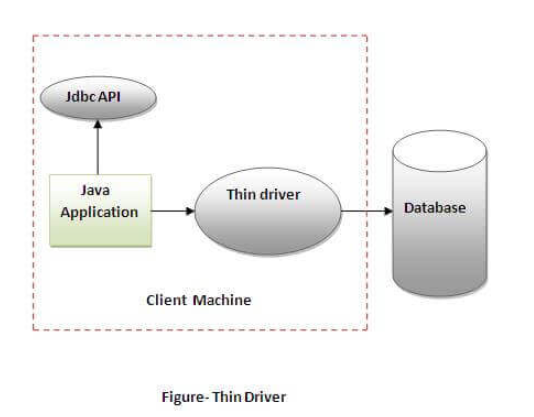 Jdbc API
Java
Application
Thin driver
Database
Client Machine
Figure- Thin Driver